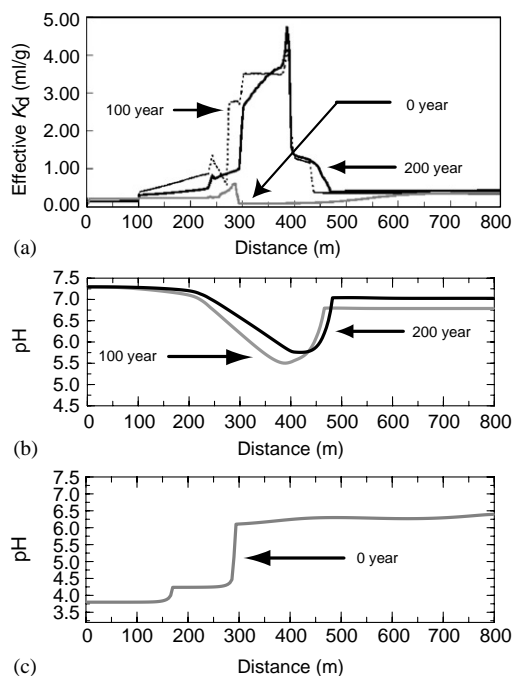 5.00
4.00
3.00
2.00
1.00
0.00
Effective Kd (ml/g)
100 year
0 year
200 year
0 100 200 300 400 500 600 700 800
(a)
Distance (m)
7.5
7.0
6.5
6.0
5.5
5.0
4.5
pH
100 year
200 year
0 100 200 300 400 500 600 700 800
(b)
Distance (m)
7.5
7.0
6.5
6.0
5.5
5.0
4.5
4.0
3.5
pH
0 year
0 100 200 300 400 500 600 700 800
(c)
Distance (m)